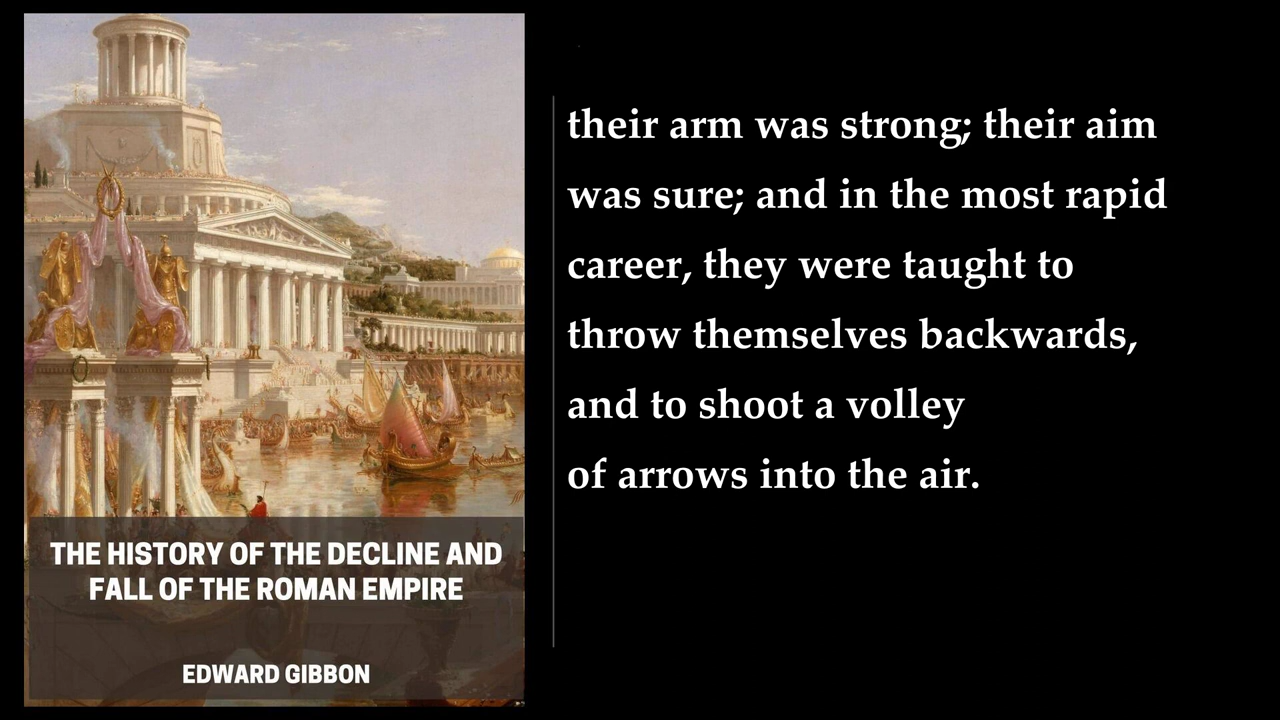 their arm was strong; their aim
was sure; and in the most rapid
career, they were taught to
throw themselves backwards,
and to shoot a volley
of arrows into the air.
THE HISTORY OF THE DECLINE AND
FALL OF THE ROMAN EMPIRE
EDWARD GIBBON